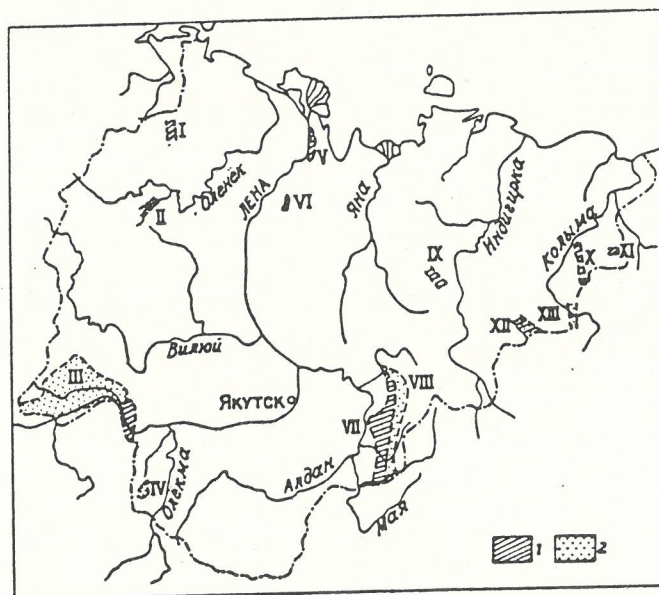 I
V
Оленёк
ЛЕНА
VI
Яна
Индигирка
II
IX
Колыма
X
XI
XII
XIII
Вилюй
III
VIII
ЯКУТСК
VII
IV
Олекма
Алдан
Мая
1
2